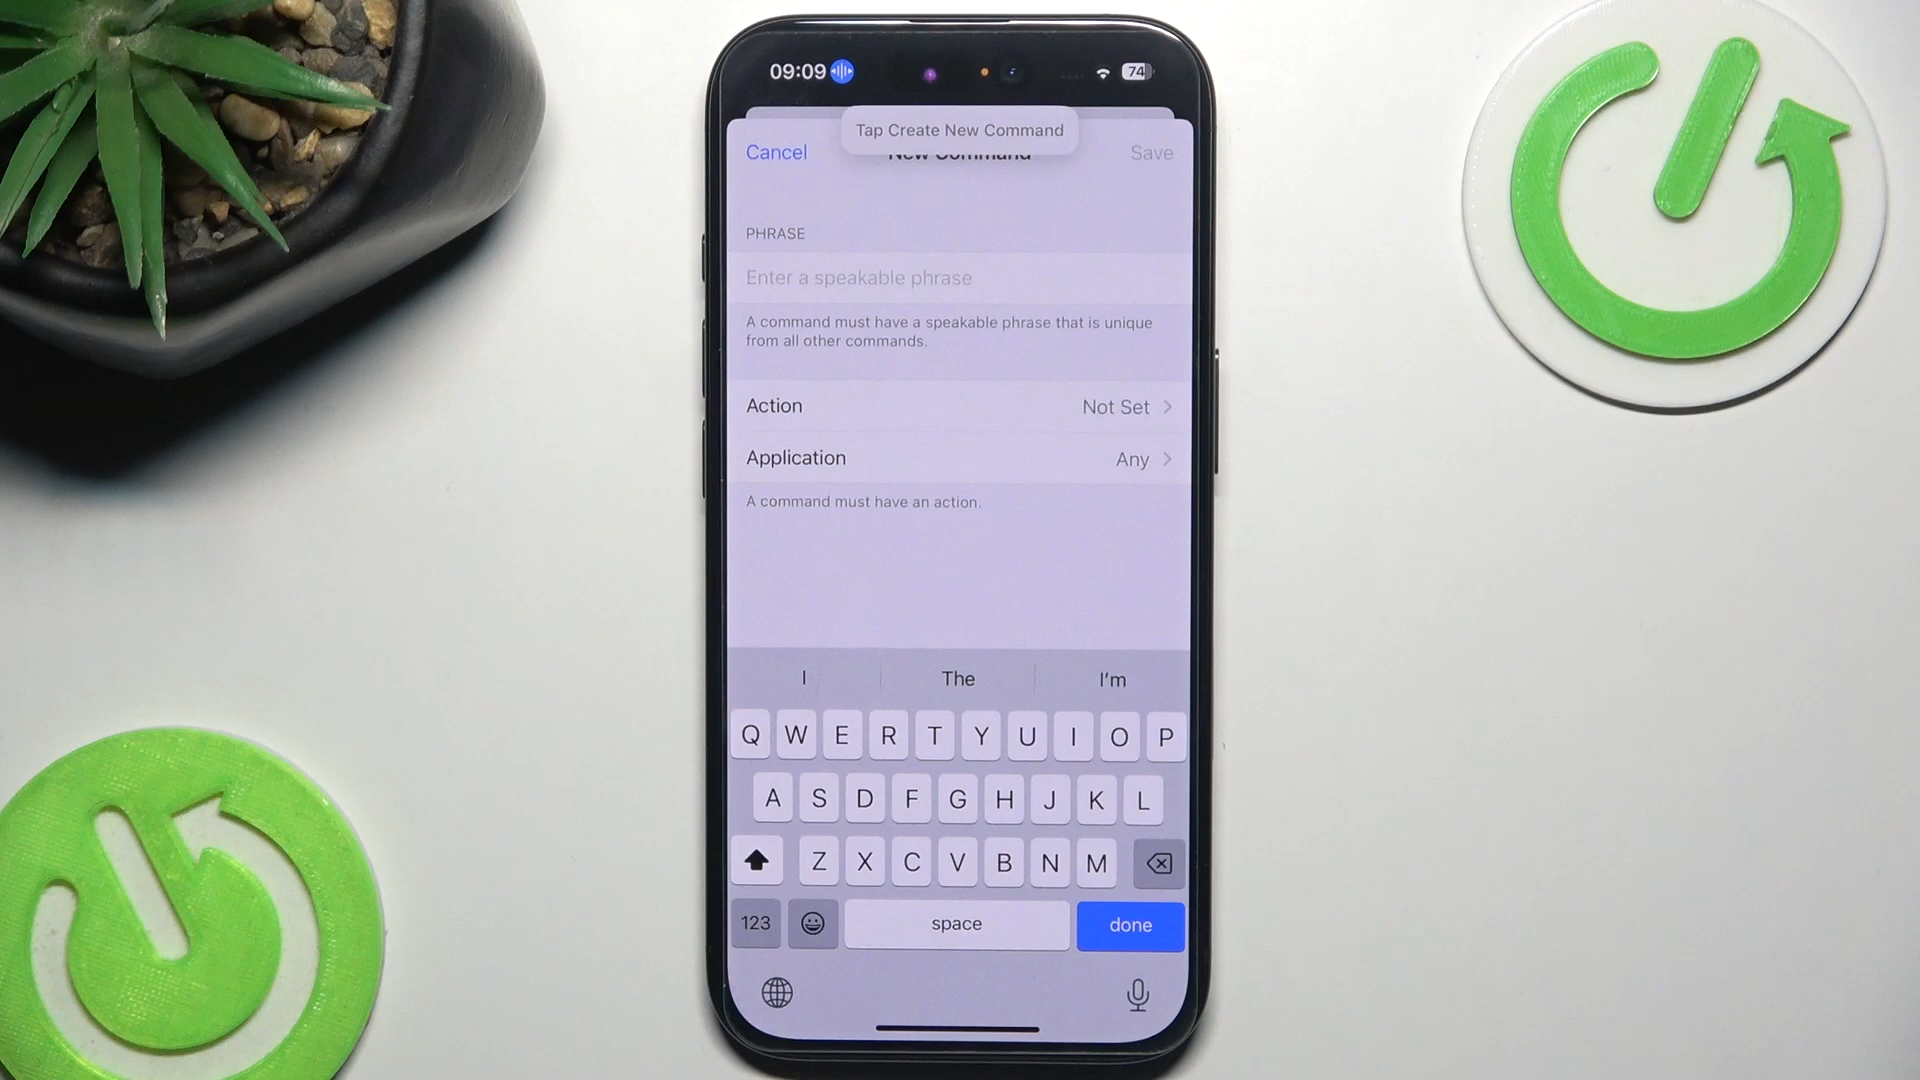 09:09
74
Tap Create New Command
Cancel
New Command
Save
PHRASE
Enter a speakable phrase
A command must have a speakable phrase that is unique
from all other commands.
Action
Not Set
Application
Any
A command must have an action.
I The I'm
Q W E R T Y U I O P
A S D F G H J K L
Z X C V B N M
123 space done